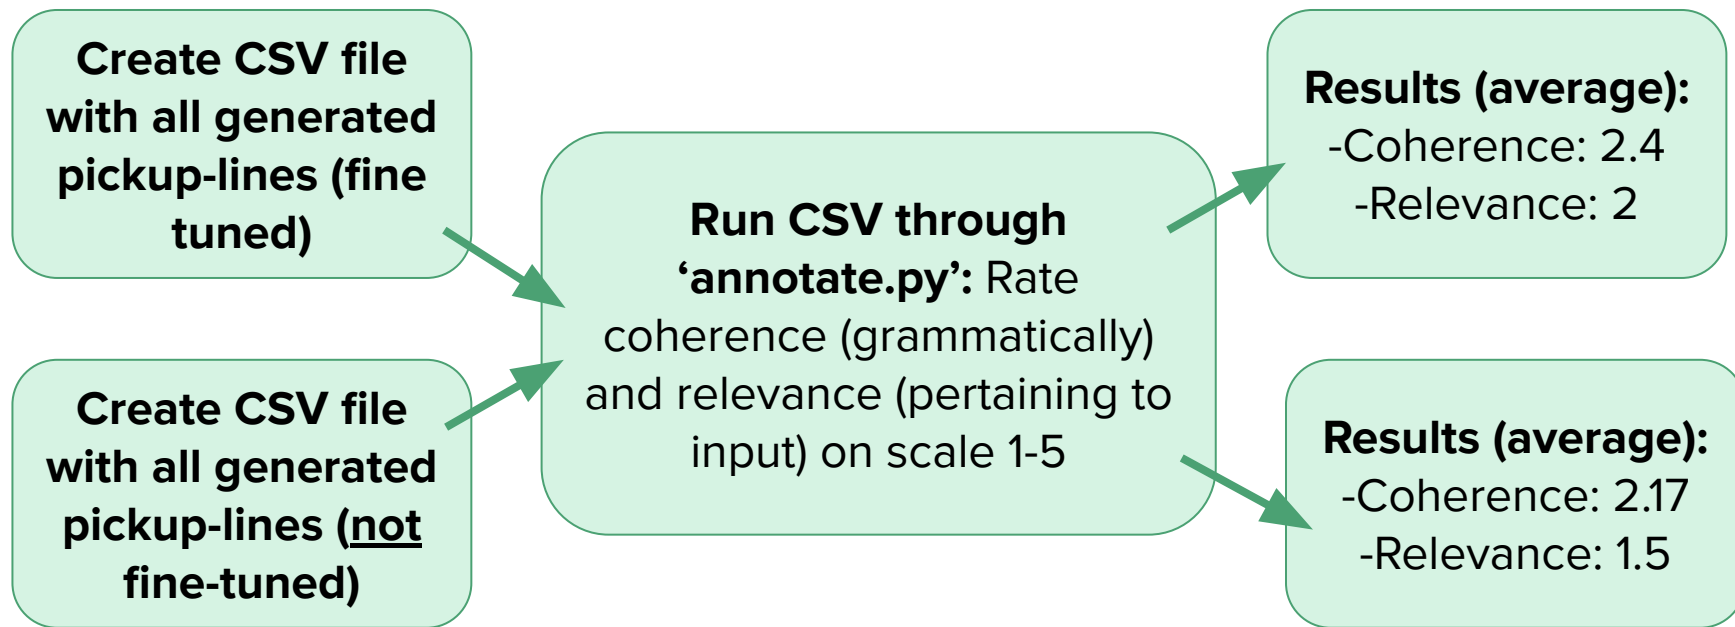 Create CSV file
with all generated
pickup-lines (fine
tuned)
Create CSV file
with all generated
pickup-lines (not
fine-tuned)
Run CSV through
‘annotate.py’: Rate
coherence (grammatically)
and relevance (pertaining to
input) on scale 1-5
Results (average):
-Coherence: 2.4
-Relevance: 2
Results (average):
-Coherence: 2.17
-Relevance: 1.5